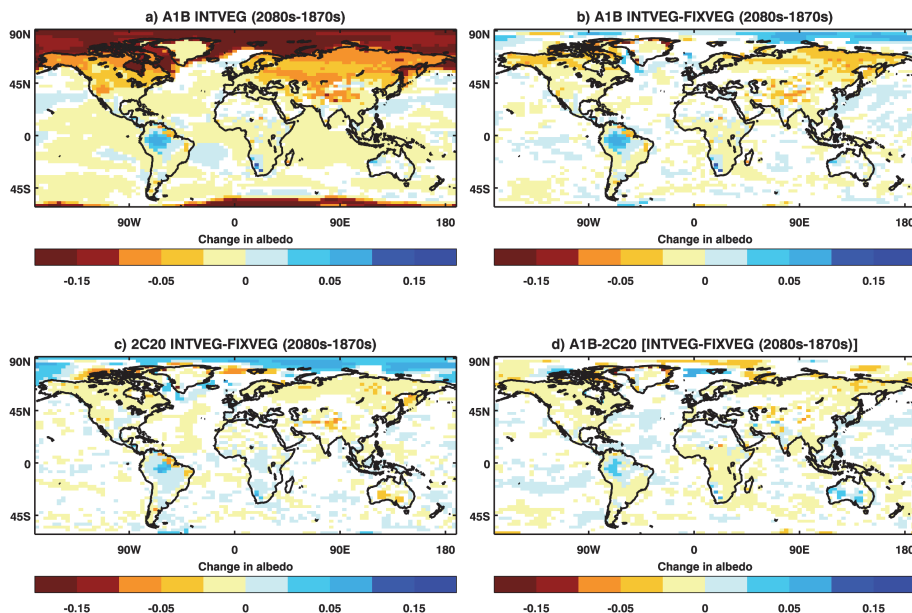 a) A1B INTVEG (2080s-1870s)
90N
45N
0
45S
90W
0
90E
180
Change in albedo
-0.15
-0.05
0
0.05
0.15
b) A1B INTVEG-FIXVEG (2080s-1870s)
90N
45N
0
45S
90W
0
90E
180
Change in albedo
-0.15
-0.05
0
0.05
0.15
c) 2C20 INTVEG-FIXVEG (2080s-1870s)
90N
45N
0
45S
90W
0
90E
180
Change in albedo
-0.15
-0.05
0
0.05
0.15
d) A1B-2C20 [INTVEG-FIXVEG (2080s-1870s)]
90N
45N
0
45S
90W
0
90E
180
Change in albedo
-0.15
-0.05
0
0.05
0.15